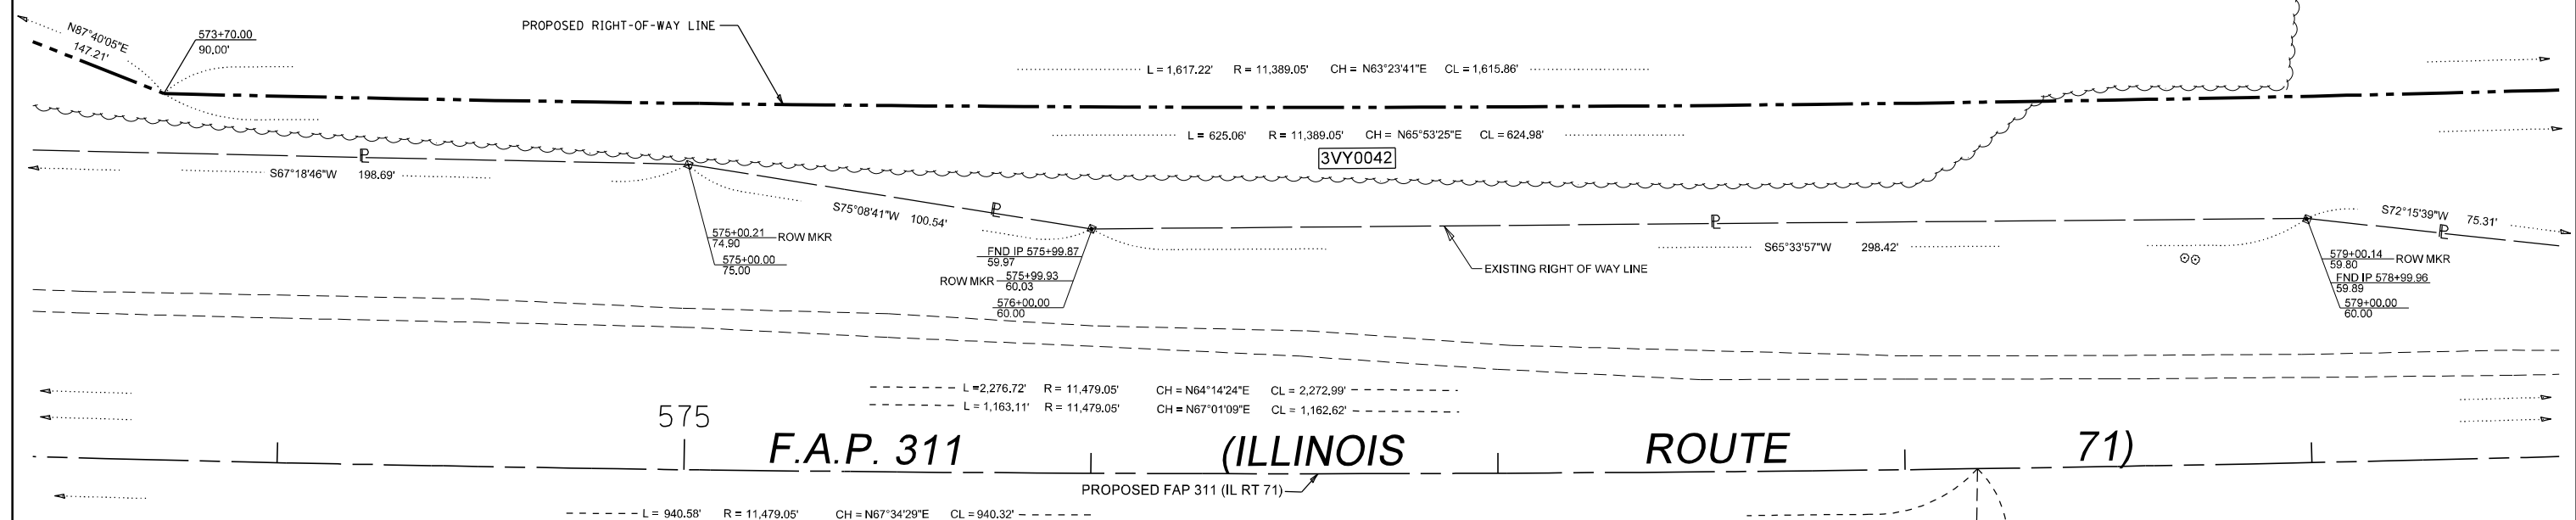 PROPOSED RIGHT-OF-WAY LINE
N87°40'05"E
147.21'
573+70.00
90.00'
L = 1,617.22' R = 11,389.05' CH = N63°23'41"E CL = 1,615.86'
L = 625.06' R = 11,389.05' CH = N65°53'25"E CL = 624.98'
3VY0042
S67°18'46"W 198.69'
S75°08'41"W 100.54'
S65°33'57"W 298.42'
S72°15'39"W 75.31'
575+00.21 ROW MKR
74.90
575+00.00
75.00
FND IP 575+99.87
59.97
ROW MKR 575+99.93
60.03
576+00.00
60.00
EXISTING RIGHT OF WAY LINE
579+00.14 ROW MKR
59.80
FND IP 578+99.96
59.89
579+00.00
60.00
L =2,276.72' R = 11,479.05' CH = N64°14'24"E CL = 2,272.99'
L = 1,163.11' R = 11,479.05' CH = N67°01'09"E CL = 1,162.62'
575
F.A.P. 311 (ILLINOIS ROUTE 71)
PROPOSED FAP 311 (IL RT 71)
L = 940.58' R = 11,479.05' CH = N67°34'29"E CL = 940.32'